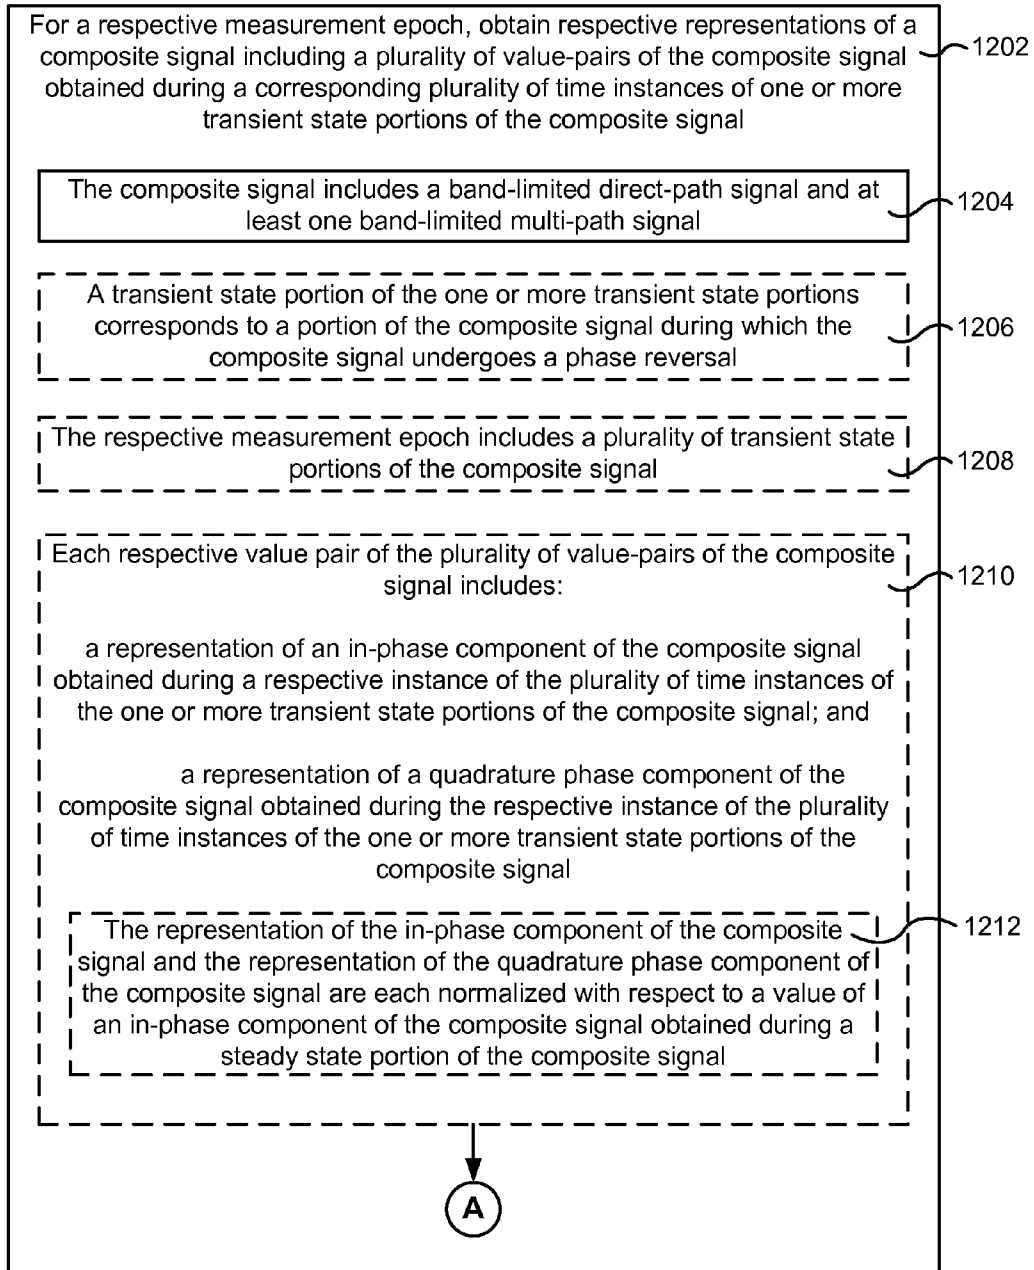 For a respective measurement epoch, obtain respective representations of a
composite signal including a plurality of value-pairs of the composite signal
obtained during a corresponding plurality of time instances of one or more
transient state portions of the composite signal
1202
The composite signal includes a band-limited direct-path signal and at
least one band-limited multi-path signal
1204
A transient state portion of the one or more transient state portions
corresponds to a portion of the composite signal during which the
composite signal undergoes a phase reversal
1206
The respective measurement epoch includes a plurality of transient state
portions of the composite signal
1208
Each respective value pair of the plurality of value-pairs of the composite
signal includes:
1210
a representation of an in-phase component of the composite signal
obtained during a respective instance of the plurality of time instances of
the one or more transient state portions of the composite signal; and
a representation of a quadrature phase component of the
composite signal obtained during the respective instance of the plurality
of time instances of the one or more transient state portions of the
composite signal
The representation of the in-phase component of the composite
signal and the representation of the quadrature phase component of
the composite signal are each normalized with respect to a value of
an in-phase component of the composite signal obtained during a
steady state portion of the composite signal
1212
A